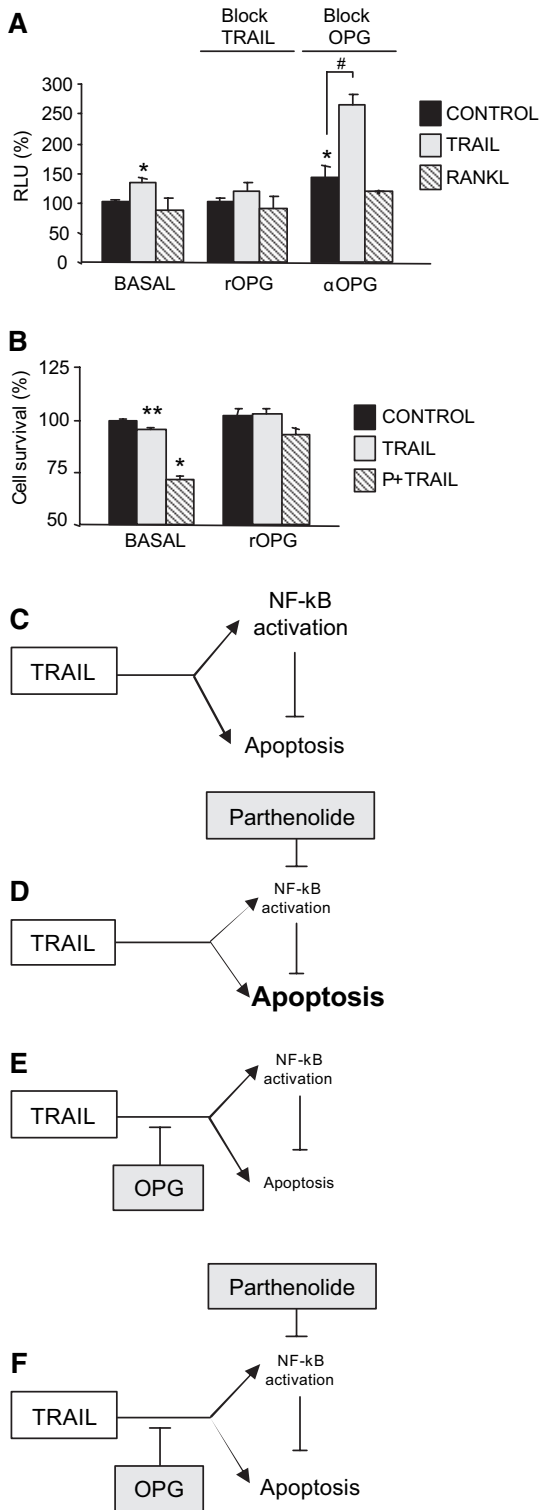 A
Block
TRAIL
Block
OPG
#
300
250
200
150
100
50
0
RLU (%)
*
*
CONTROL
TRAIL
RANKL
BASAL
rOPG
αOPG
B
125
100
75
50
Cell survival (%)
**
*
CONTROL
TRAIL
P+TRAIL
BASAL
rOPG
C
NF-kB
activation
TRAIL
Apoptosis
Parthenolide
D
NF-kB
activation
TRAIL
Apoptosis
E
NF-kB
activation
TRAIL
OPG
Apoptosis
Parthenolide
F
NF-kB
activation
TRAIL
OPG
Apoptosis